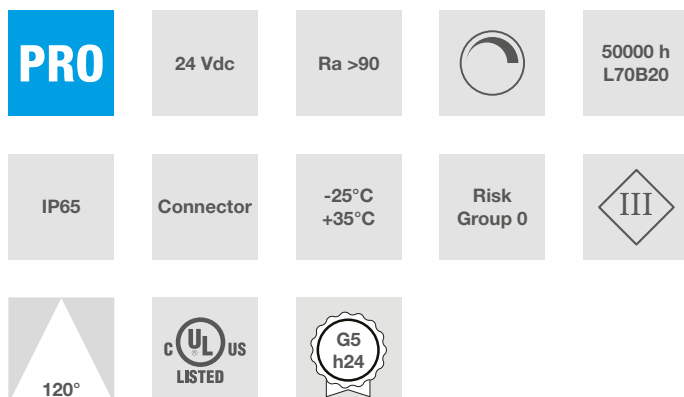 PRO
24 Vdc
Ra >90
50000 h
L70B20
IP65
Connector
-25°C
+35°C
Risk
Group 0
III
120°
C UL US
®
LISTED
G5
h24